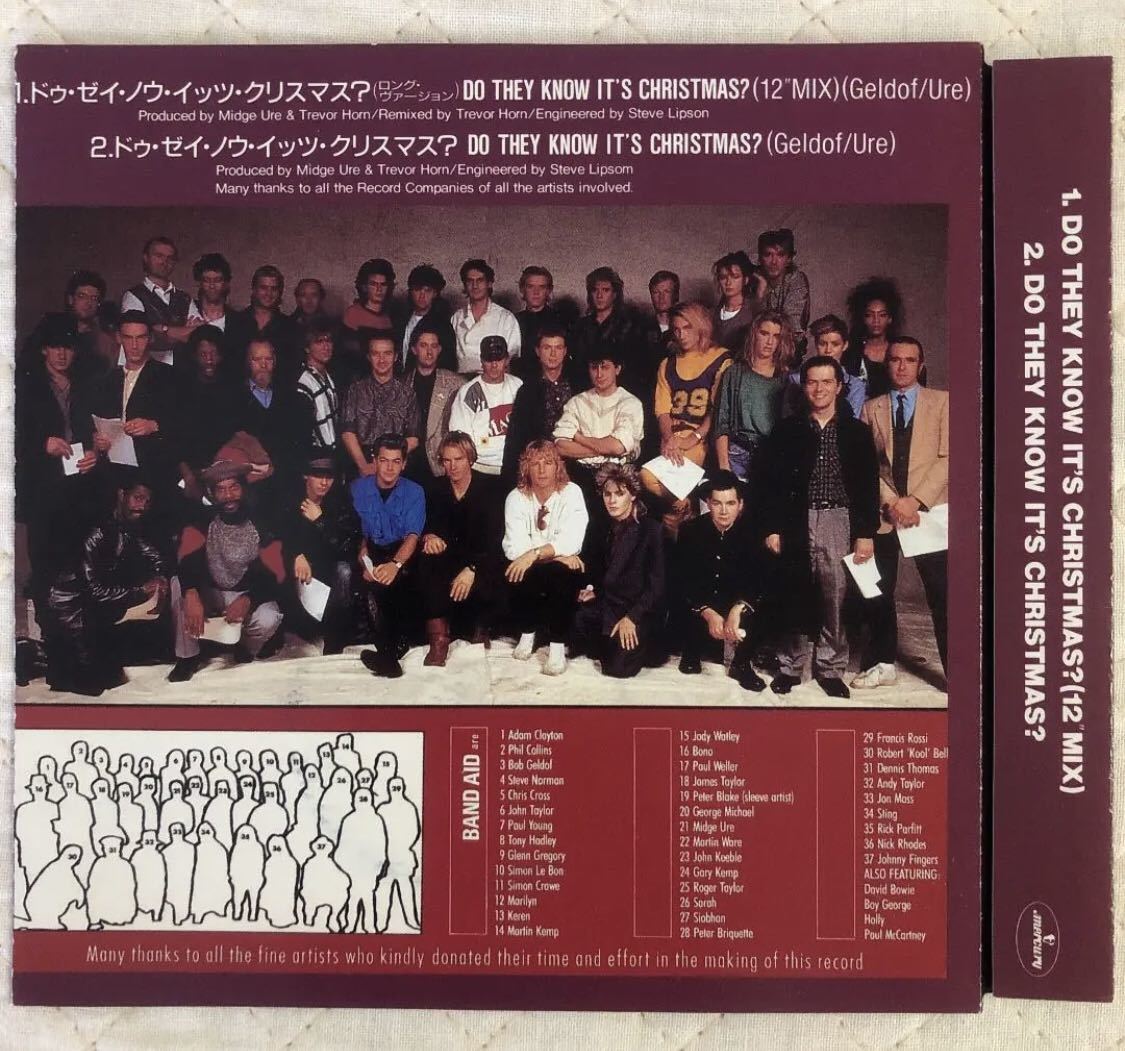 1.ドゥ・ゼイ・ノウ・イッツ・クリスマス?(ロング・ヴァージョン) DO THEY KNOW IT'S CHRISTMAS? (12"MIX)(Geldof/Ure)
Produced by Midge Ure & Trevor Horn/Remixed by Trevor Horn/Engineered by Steve Lipson
2.ドゥ・ゼイ・ノウ・イッツ・クリスマス? DO THEY KNOW IT'S CHRISTMAS? (Geldof/Ure)
Produced by Midge Ure & Trevor Horn/Engineered by Steve Lipsom
Many thanks to all the Record Companies of all the artists involved.
39
BAND AID are
1 Adam Clayton
2 Phil Collins
3 Bob Geldof
4 Steve Norman
5 Chris Cross
6 John Taylor
7 Paul Young
8 Tony Hadley
9 Glenn Gregory
10 Simon Le Bon
11 Simon Crowe
12 Marilyn
13 Keren
14 Martin Kemp
15 Jody Watley
16 Bono
17 Paul Weller
18 James Taylor
19 Peter Blake (sleeve artist)
20 George Michael
21 Midge Ure
22 Martin Ware
23 John Keeble
24 Gary Kemp
25 Roger Taylor
26 Sarah
27 Siobhan
28 Peter Briquette
29 Francis Rossi
30 Robert 'Kool' Bell
31 Dennis Thomas
32 Andy Taylor
33 Jon Moss
34 Sting
35 Rick Parfitt
36 Nick Rhodes
37 Johnny Fingers
ALSO FEATURING:
David Bowie
Boy George
Holly
Paul McCartney
Many thanks to all the fine artists who kindly donated their time and effort in the making of this record
1. DO THEY KNOW IT'S CHRISTMAS?(12"MIX)
2. DO THEY KNOW IT'S CHRISTMAS?
mercury